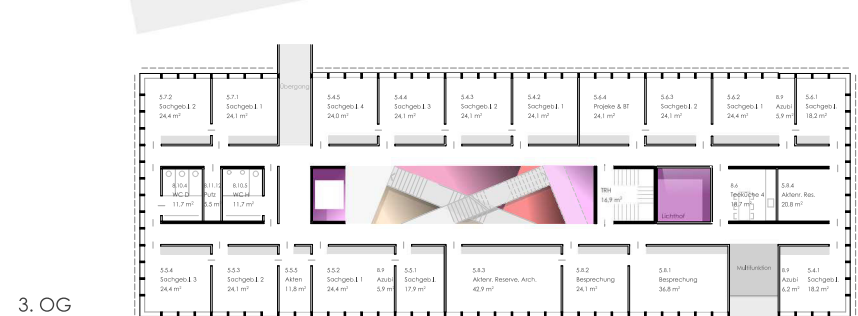 Übergang
5.7.2
Sachgeb. 2
24,4 m²
5.7.1
Sachgeb. 1
24,1 m²
5.4.5
Sachgeb. 4
24,0 m²
5.4.4
Sachgeb. 3
24,1 m²
5.4.3
Sachgeb. 2
24,1 m²
5.4.2
Sachgeb. 1
24,1 m²
5.6.4
Projeke & BT
24,1 m²
5.6.3
Sachgeb. 2
24,1 m²
5.6.2
Sachgeb. 1
24,4 m²
8.9
Azubi
5,9 m²
5.6.1
Sachgeb.
18,2 m²
8.10.4
WC D
11,7 m²
8.11.12
Putz
5,5 m²
8.10.5
WC H
11,7 m²
TRH
16,9 m²
Lichthof
8.6
Teeküche 4
18,7 m²
5.8.4
Aktenr. Res.
20,8 m²
5.5.4
Sachgeb. 3
24,4 m²
5.5.3
Sachgeb. 2
24,1 m²
5.5.5
Akten
11,8 m²
5.5.2
Sachgeb. 1
24,4 m²
8.9
Azubi
5,9 m²
5.5.1
Sachgeb.
17,9 m²
5.8.3
Aktenr. Reserve, Arch.
42,9 m²
5.8.2
Besprechung
24,1 m²
5.8.1
Besprechung
36,8 m²
Multifunktion
8.9
Azubi
6,2 m²
5.4.1
Sachgeb.
18,2 m²
3. OG